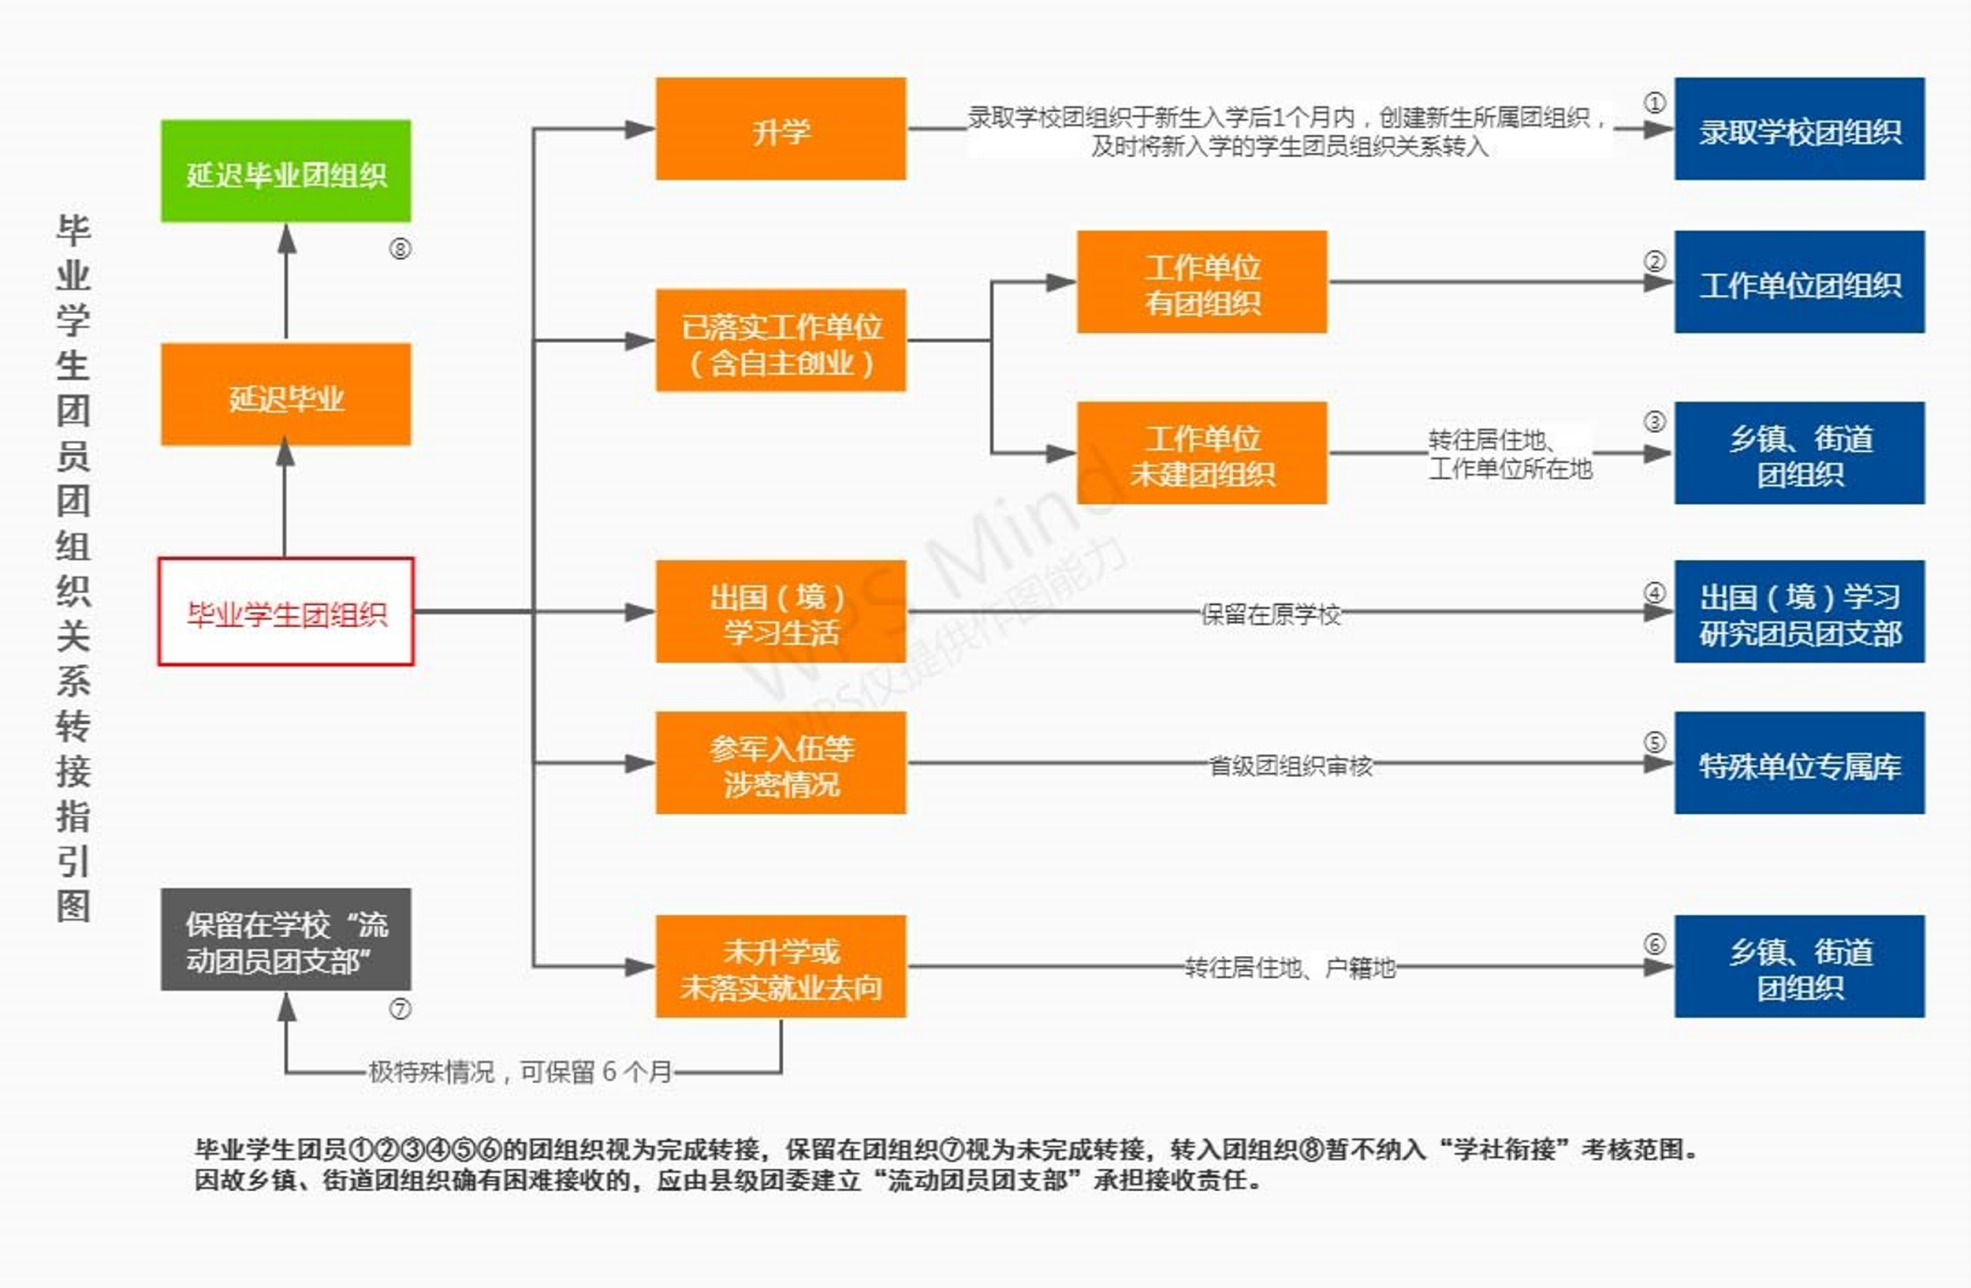 毕业学生团员团组织关系转接指引图
延迟毕业团组织
⑧
延迟毕业
毕业学生团组织
保留在学校“流
动团员团支部”
⑦
极特殊情况，可保留 6 个月
升学
录取学校团组织于新生入学后1个月内，创建新生所属团组织，
及时将新入学的学生团员组织关系转入
①
录取学校团组织
已落实工作单位
（含自主创业）
工作单位
有团组织
②
工作单位团组织
工作单位
未建团组织
转往居住地、
工作单位所在地
③
乡镇、街道
团组织
出国（境）
学习生活
保留在原学校
④
出国（境）学习
研究团员团支部
参军入伍等
涉密情况
省级团组织审核
⑤
特殊单位专属库
未升学或
未落实就业去向
转往居住地、户籍地
⑥
乡镇、街道
团组织
WPS Mind
WPS仅提供作图能力
毕业学生团员①②③④⑤⑥的团组织视为完成转接，保留在团组织⑦视为未完成转接，转入团组织⑧暂不纳入“学社衔接”考核范围。
因故乡镇、街道团组织确有困难接收的，应由县级团委建立“流动团员团支部”承担接收责任。